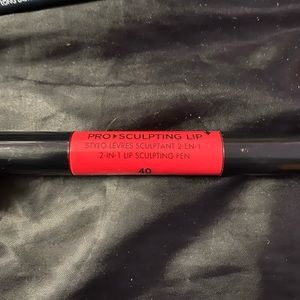 PRO▸SCULPTING LIP
STYLO LÈVRES SCULPTANT 2-EN-1
2-IN-1 LIP SCULPTING PEN
40